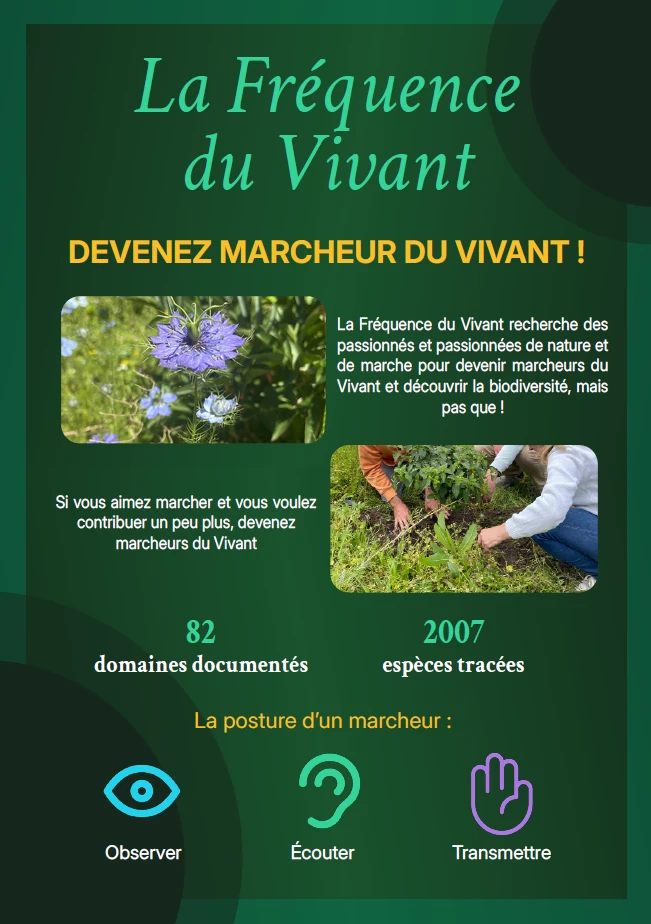 La Fréquence
du Vivant
DEVENEZ MARCHEUR DU VIVANT !
La Fréquence du Vivant recherche des
passionnés et passionnées de nature et
de marche pour devenir marcheurs du
Vivant et découvrir la biodiversité, mais
pas que !
Si vous aimez marcher et vous voulez
contribuer un peu plus, devenez
marcheurs du Vivant
82
domaines documentés
2007
espèces tracées
La posture d’un marcheur :
Observer
Écouter
Transmettre